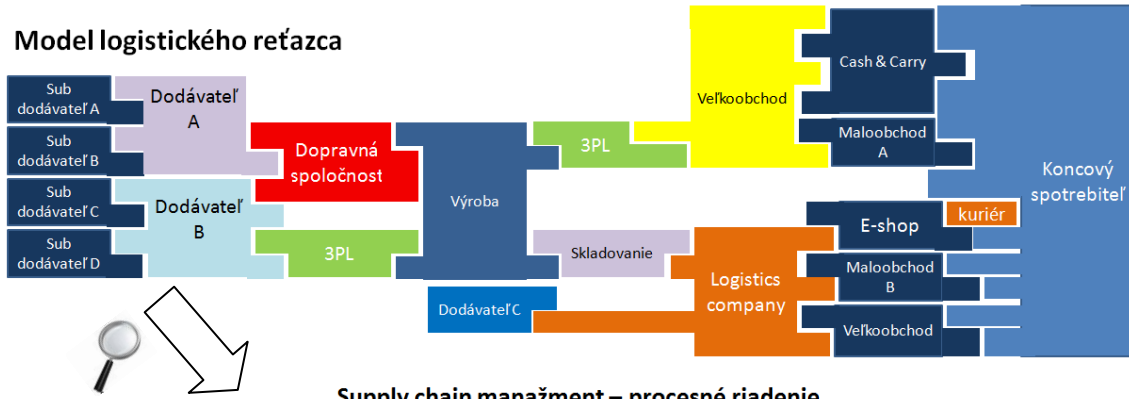 Model logistického reťazca
Sub
dodávateľ A
Sub
dodávateľ B
Sub
dodávateľ C
Sub
dodávateľ D
Dodávateľ
A
Dodávateľ
B
Dopravná
spoločnosť
3PL
Výroba
Dodávateľ C
3PL
Skladovanie
Veľkoobchod
Logistics
company
Cash & Carry
Maloobchod
A
E-shop
kuriér
Maloobchod
B
Veľkoobchod
Koncový
spotrebiteľ
Supply chain manažment – procesné riadenie